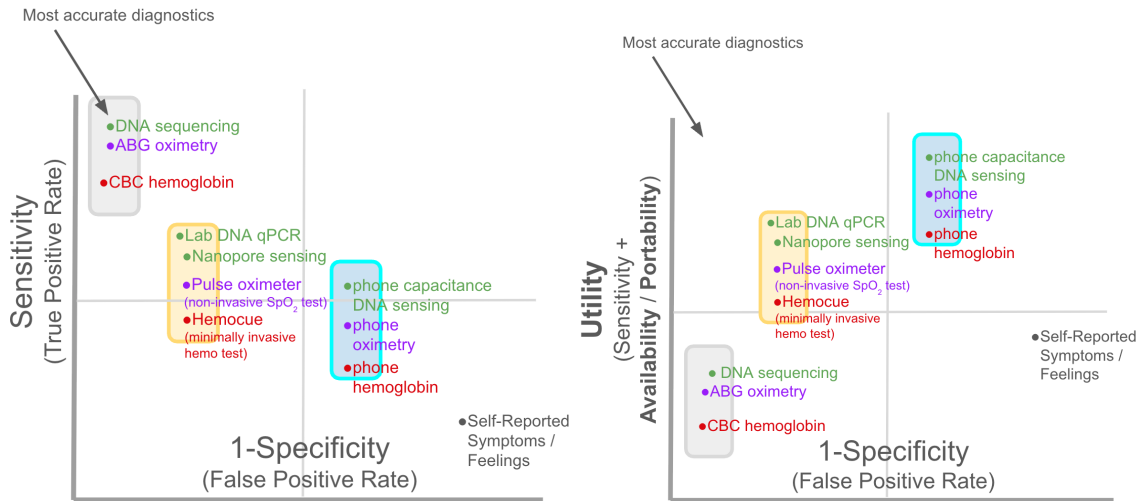 Most accurate diagnostics
DNA sequencing
ABG oximetry
CBC hemoglobin
Lab DNA qPCR
Nanopore sensing
Pulse oximeter
(non-invasive SpO2 test)
Hemocue
(minimally invasive
hemo test)
phone capacitance
DNA sensing
phone
oximetry
phone
hemoglobin
Self-Reported
Symptoms /
Feelings
Sensitivity
(True Positive Rate)
1-Specificity
(False Positive Rate)
Most accurate diagnostics
phone capacitance
DNA sensing
phone
oximetry
phone
hemoglobin
Lab DNA qPCR
Nanopore sensing
Pulse oximeter
(non-invasive SpO2 test)
Hemocue
(minimally invasive
hemo test)
Self-Reported
Symptoms /
Feelings
DNA sequencing
ABG oximetry
CBC hemoglobin
Utility
(Sensitivity +
Availability / Portability)
1-Specificity
(False Positive Rate)